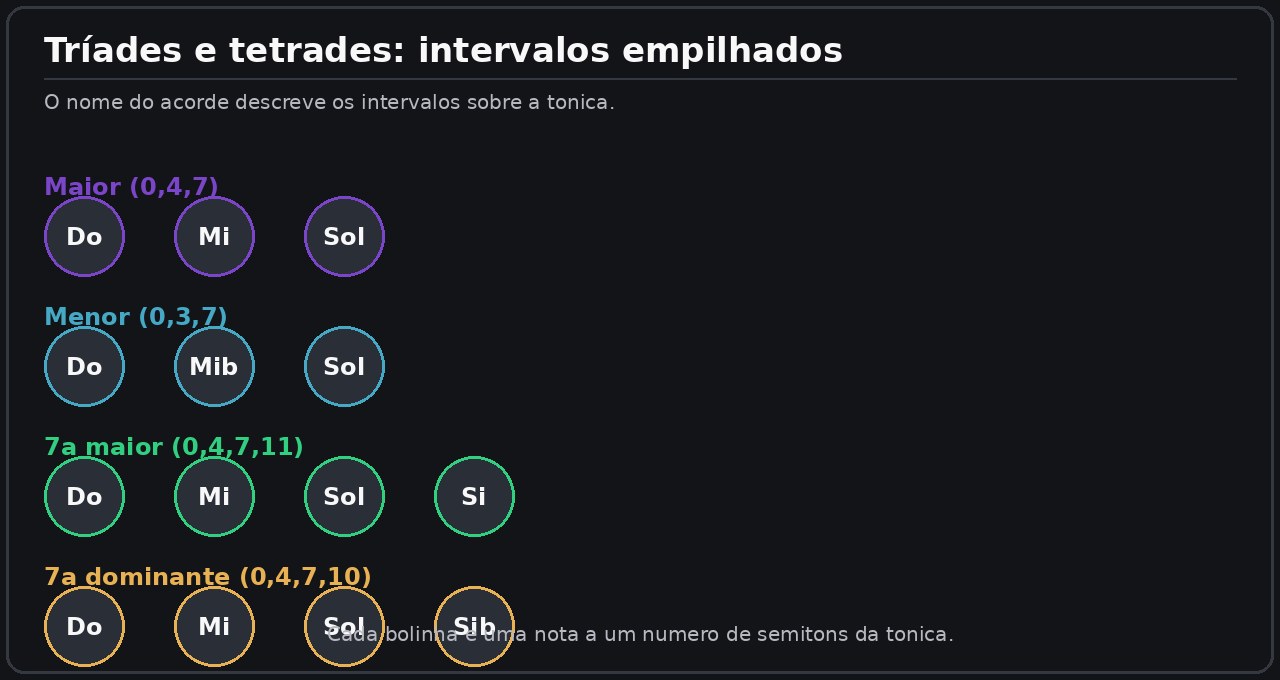 Tríades e tetrades: intervalos empilhados
O nome do acorde descreve os intervalos sobre a tonica.
Maior (0,4,7)
Do Mi Sol
Menor (0,3,7)
Do Mib Sol
7a maior (0,4,7,11)
Do Mi Sol Si
7a dominante (0,4,7,10)
Do Mi Sol Sib
Cada bolinha e uma nota a um numero de semitons da tonica.